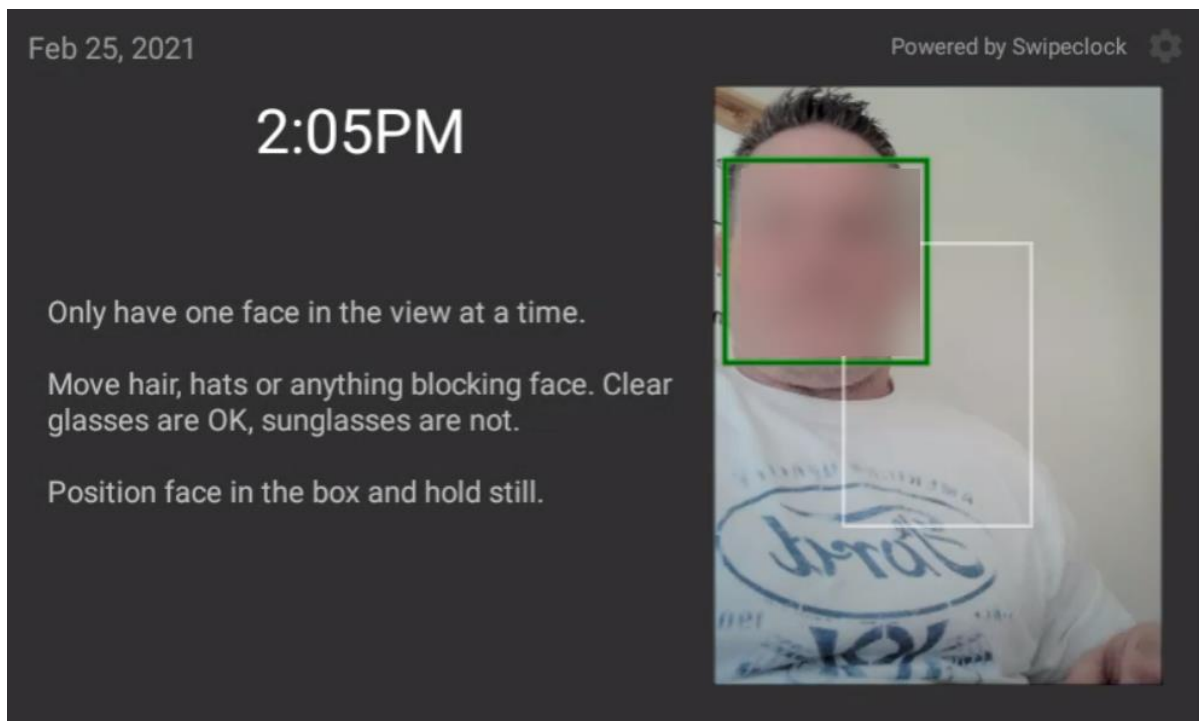 Feb 25, 2021
Powered by Swipeclock
2:05PM
Only have one face in the view at a time.
Move hair, hats or anything blocking face. Clear
glasses are OK, sunglasses are not.
Position face in the box and hold still.
Ford